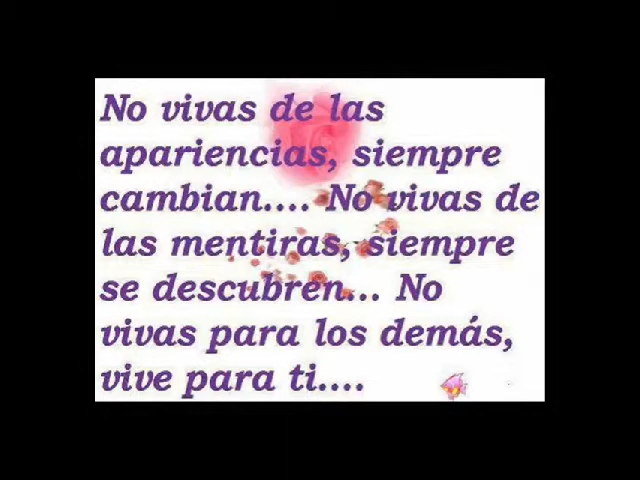 No vivas de las
apariencias, siempre
cambian.... No vivas de
las mentiras, siempre
se descubren... No
vivas para los demás,
vive para ti....